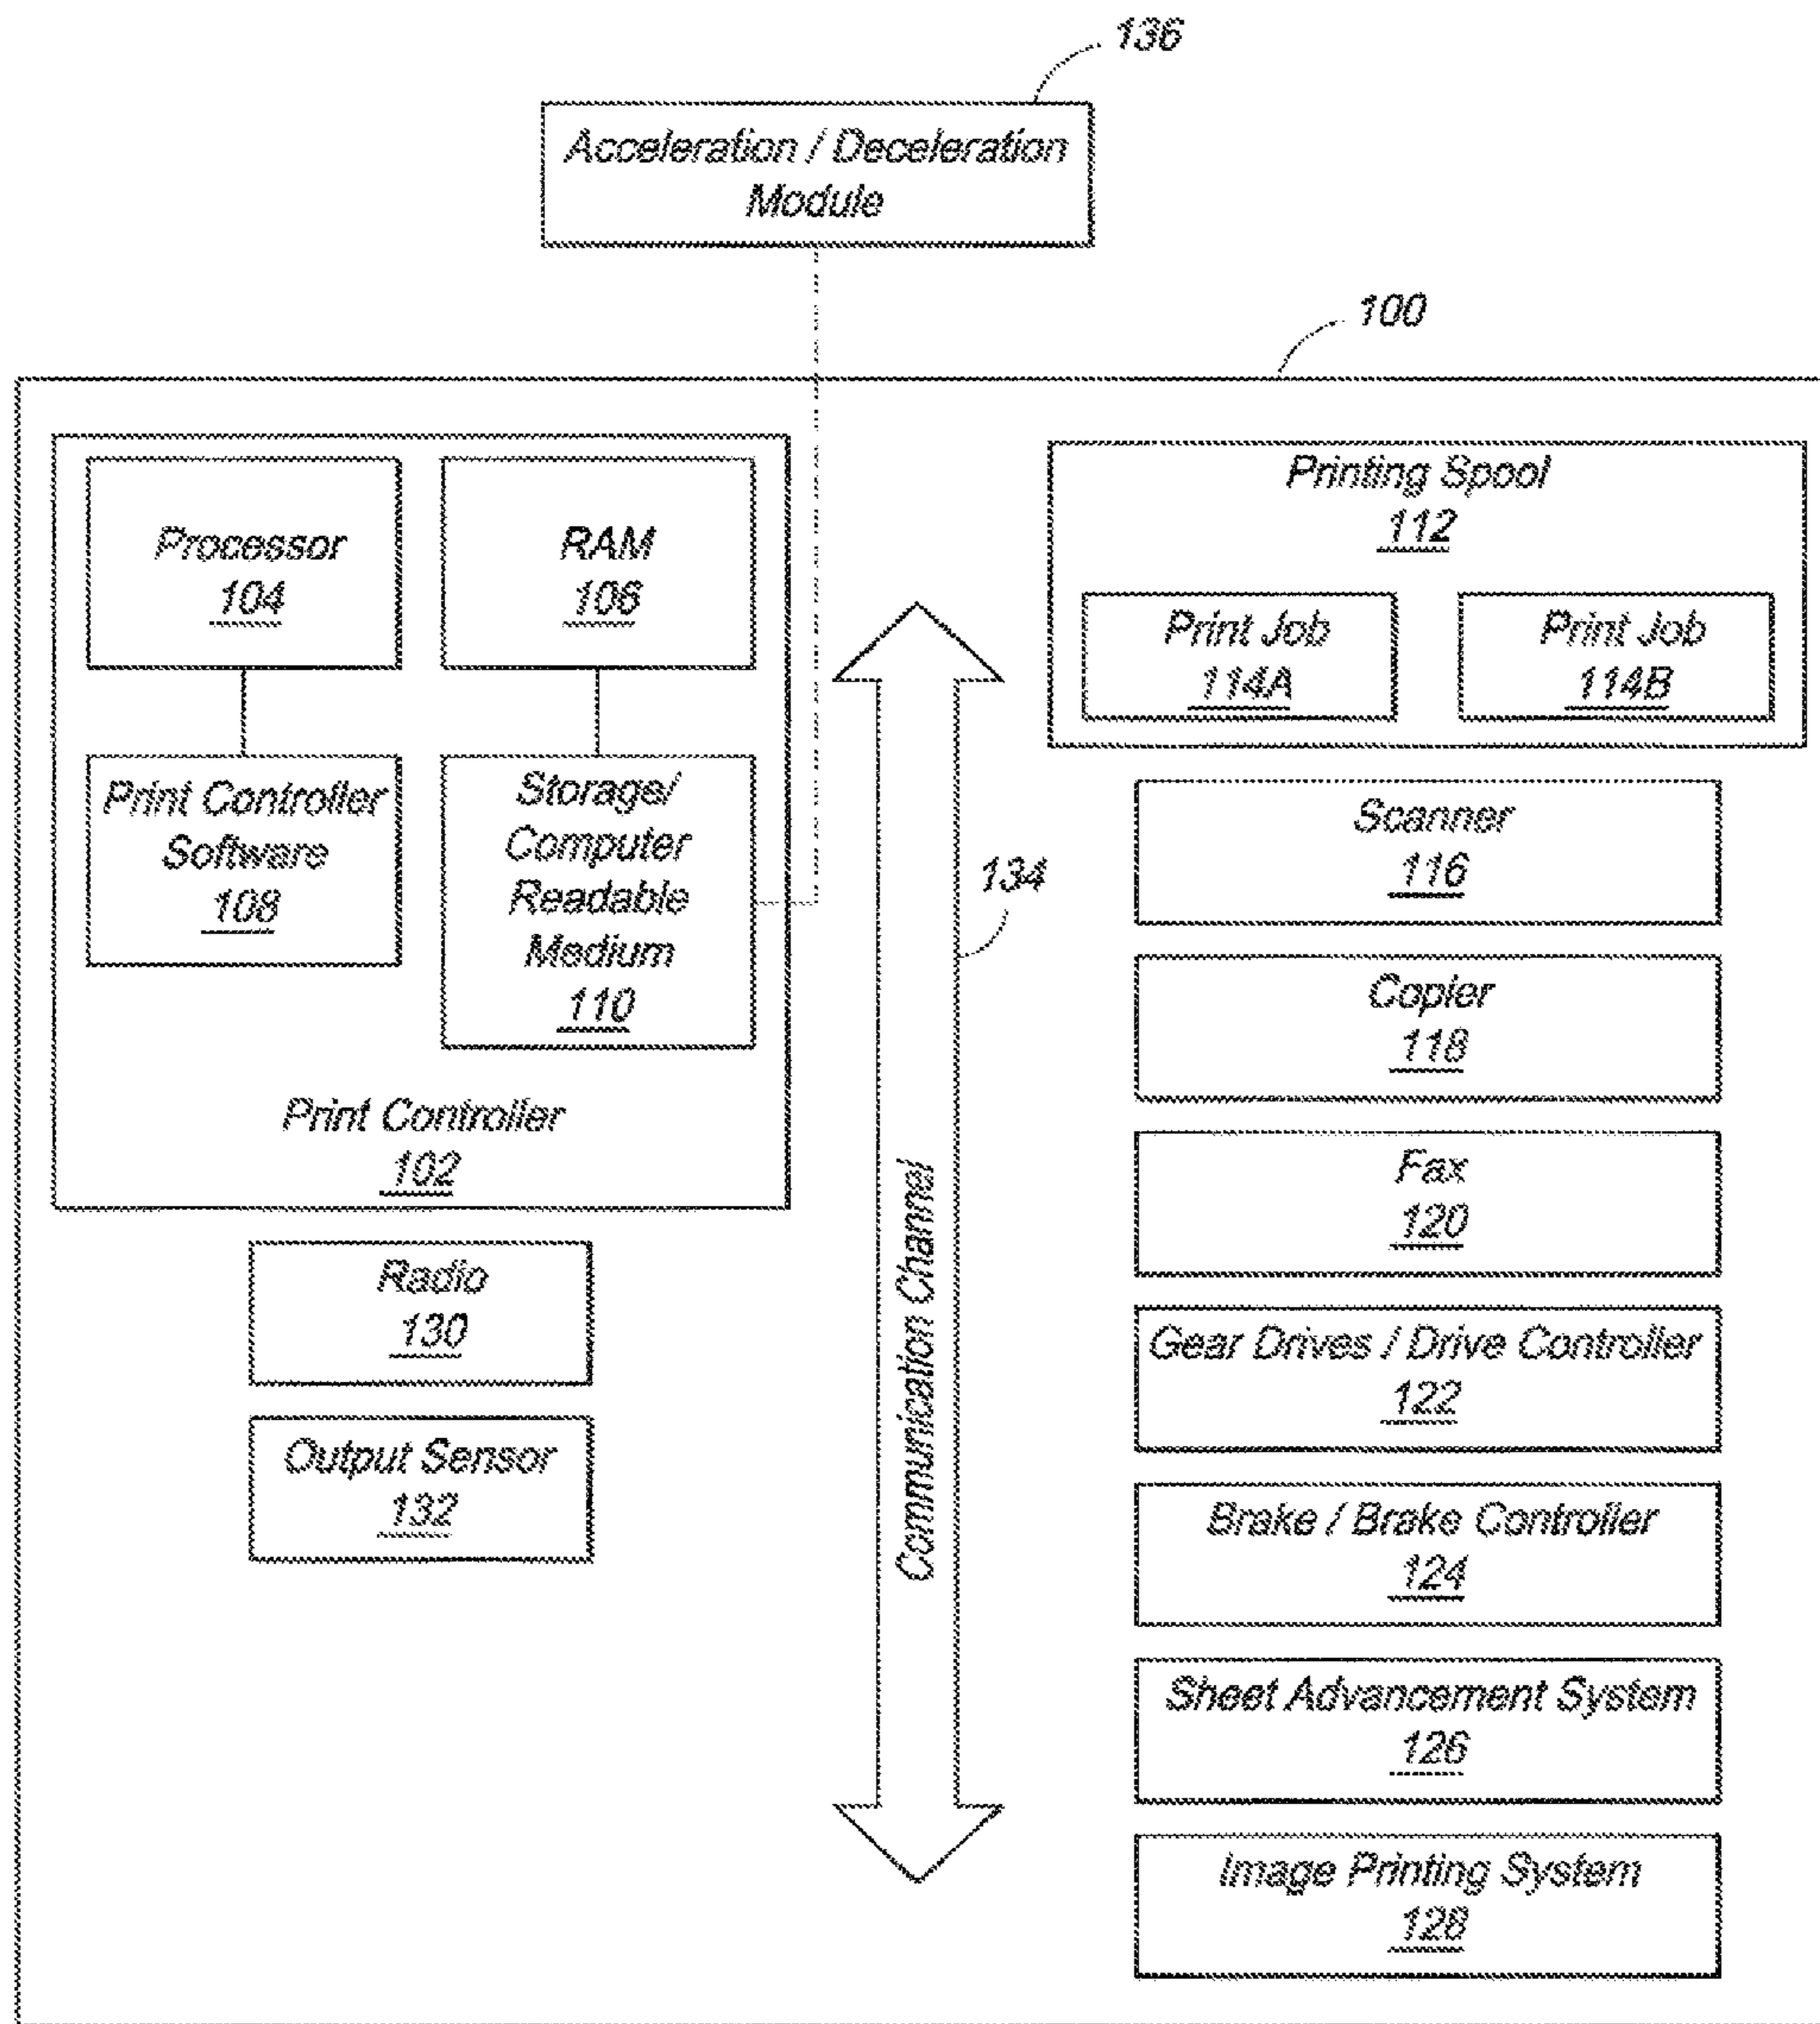 136
Acceleration / Deceleration
Module
100
Processor
104
RAM
106
Print Controller
Software
108
Storage/
Computer
Readable
Medium
110
Print Controller
102
Radio
130
Output Sensor
132
Communication Channel
134
Printing Spool
112
Print Job
114A
Print Job
114B
Scanner
116
Copier
118
Fax
120
Gear Drives / Drive Controller
122
Brake / Brake Controller
124
Sheet Advancement System
126
Image Printing System
128